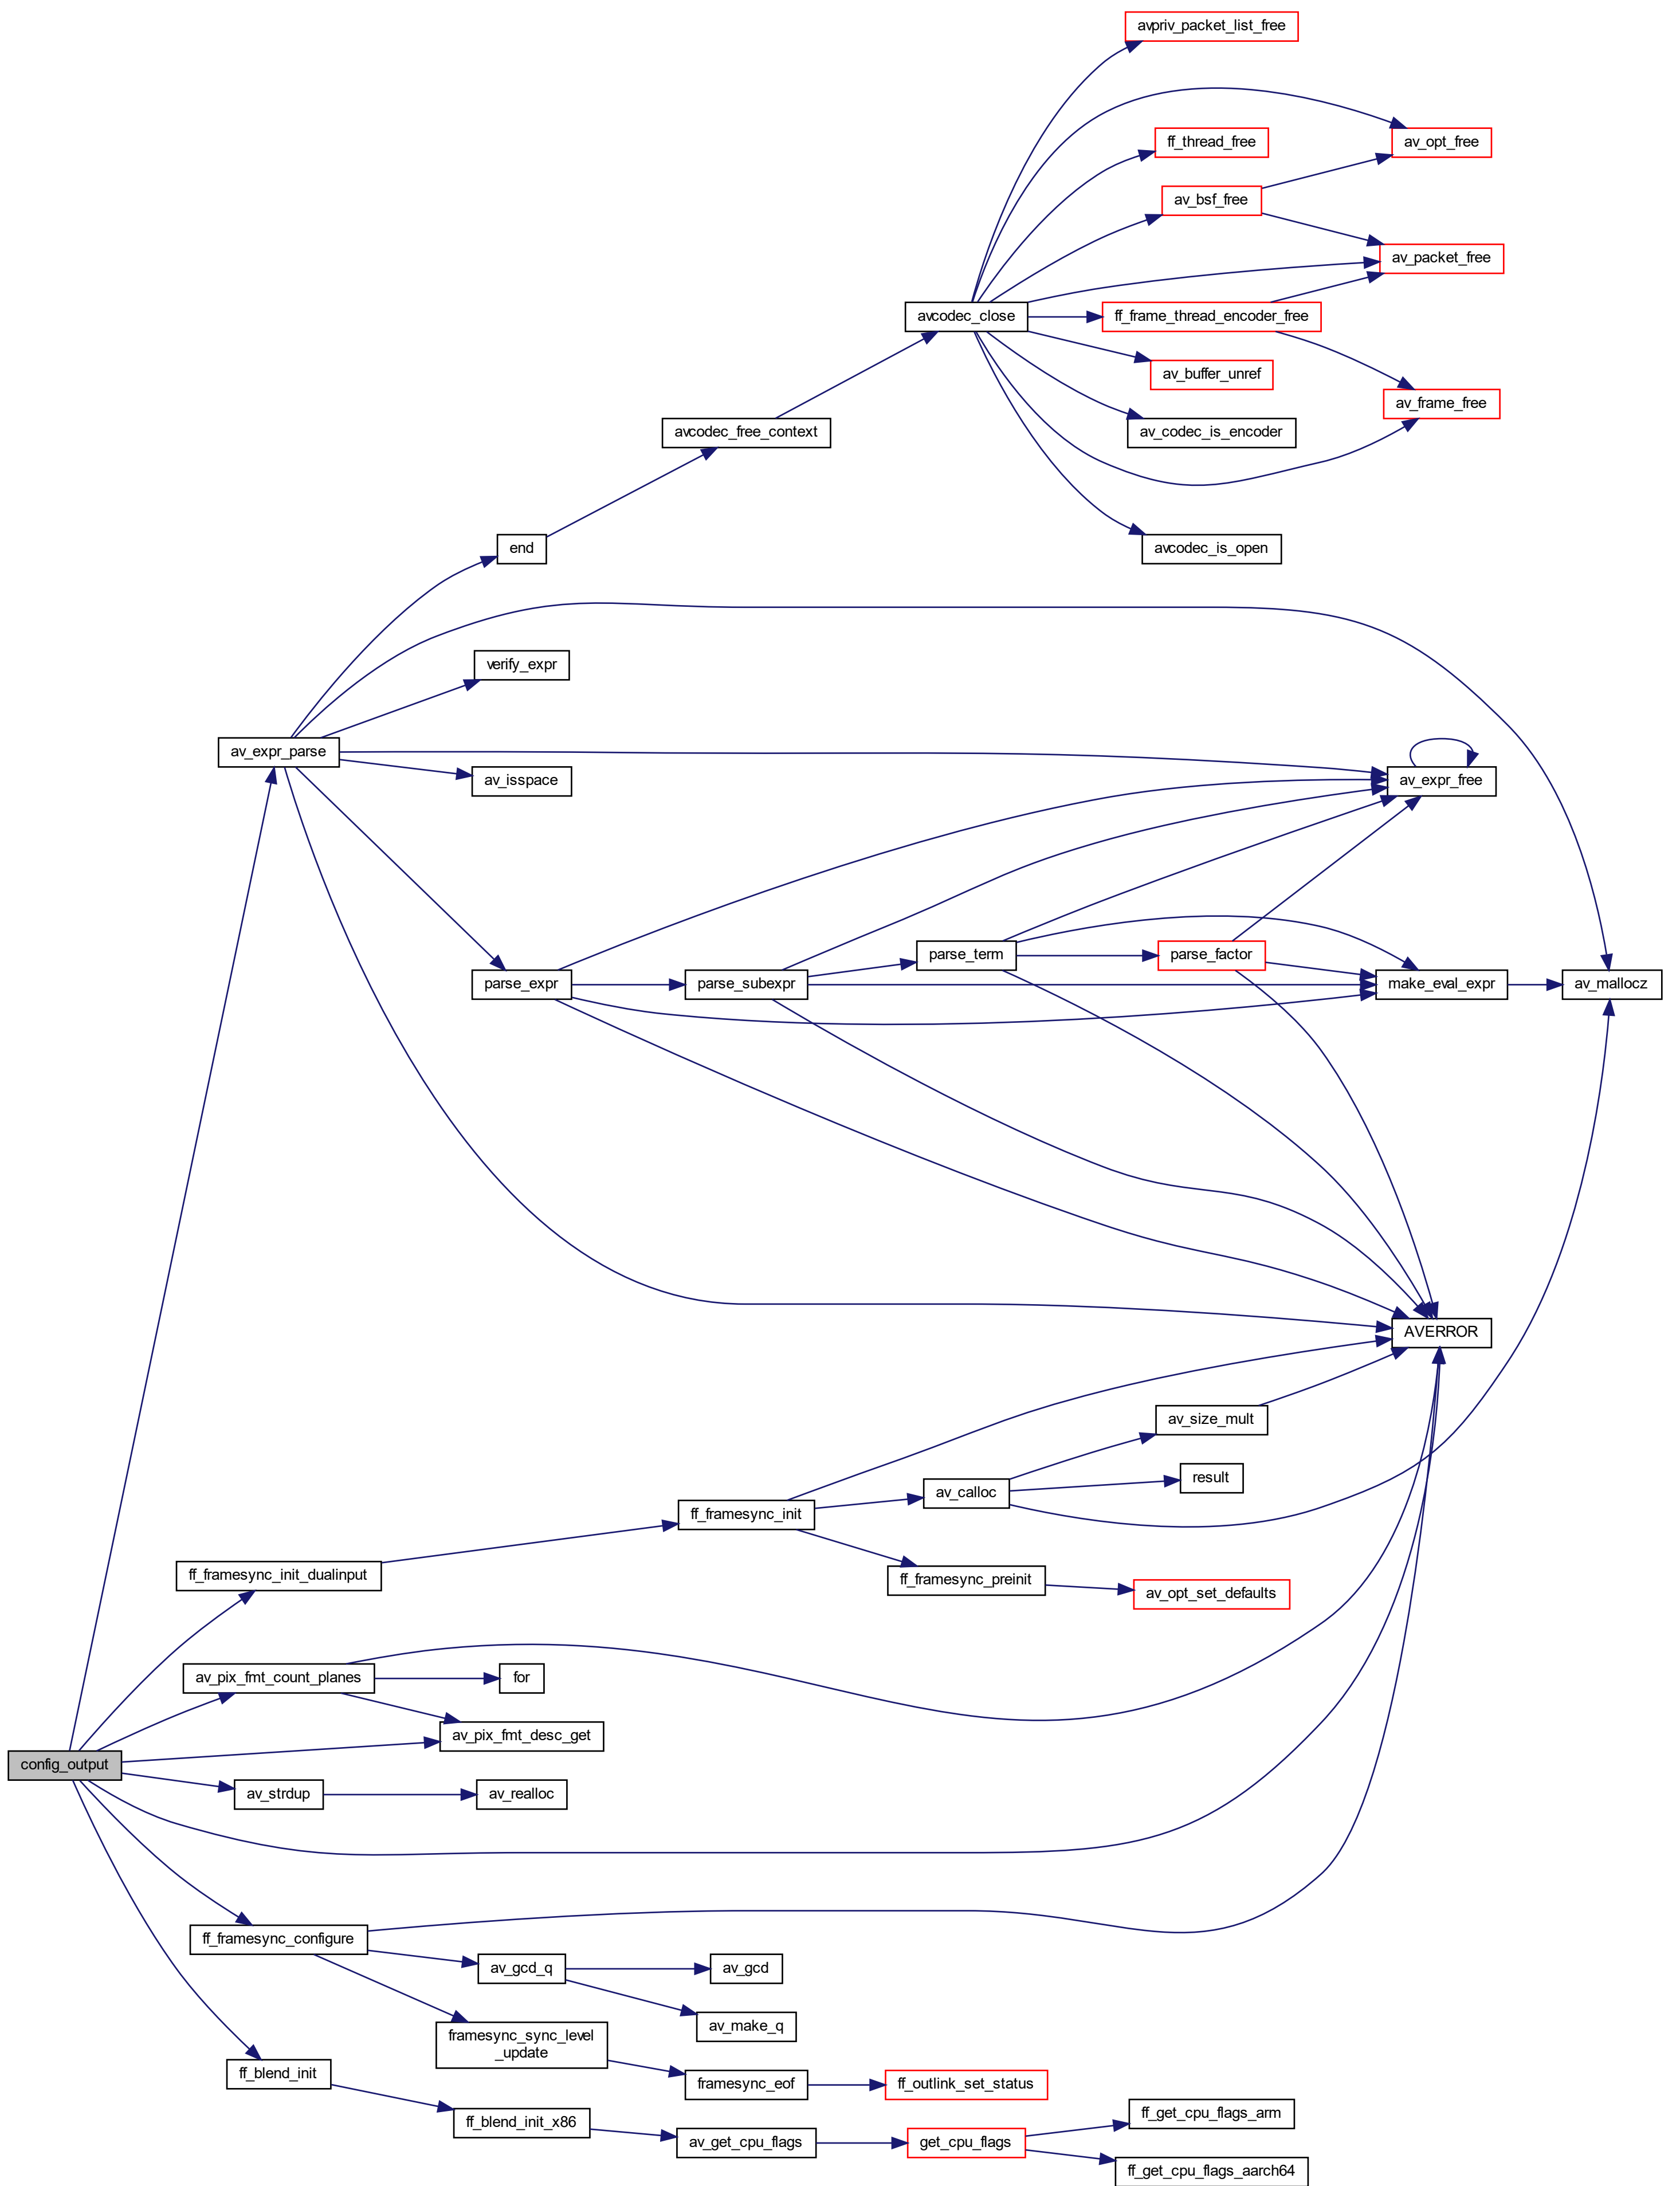 avpriv_packet_list_free
ff_thread_free
av_opt_free
av_bsf_free
av_packet_free
avcodec_close
ff_frame_thread_encoder_free
av_buffer_unref
av_frame_free
avcodec_free_context
av_codec_is_encoder
end
avcodec_is_open
verify_expr
av_expr_parse
av_isspace
av_expr_free
parse_term
parse_factor
parse_expr
parse_subexpr
make_eval_expr
av_mallocz
AVERROR
av_size_mult
result
av_calloc
ff_framesync_init
ff_framesync_init_dualinput
ff_framesync_preinit
av_opt_set_defaults
av_pix_fmt_count_planes
for
av_pix_fmt_desc_get
config_output
av_strdup
av_realloc
ff_framesync_configure
av_gcd_q
av_gcd
av_make_q
framesync_sync_level
_update
ff_blend_init
framesync_eof
ff_outlink_set_status
ff_blend_init_x86
ff_get_cpu_flags_arm
av_get_cpu_flags
get_cpu_flags
ff_get_cpu_flags_aarch64